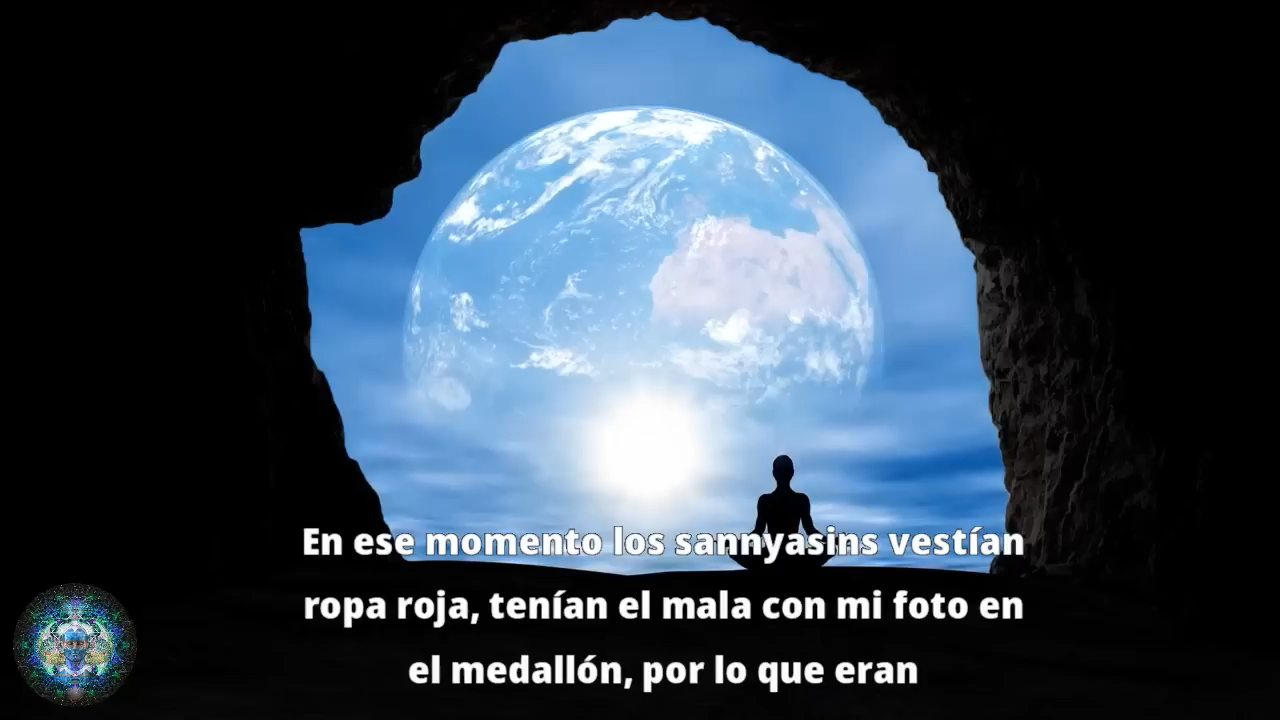 En ese momento los sannyasins vestían
ropa roja, tenían el mala con mi foto en
el medallón, por lo que eran